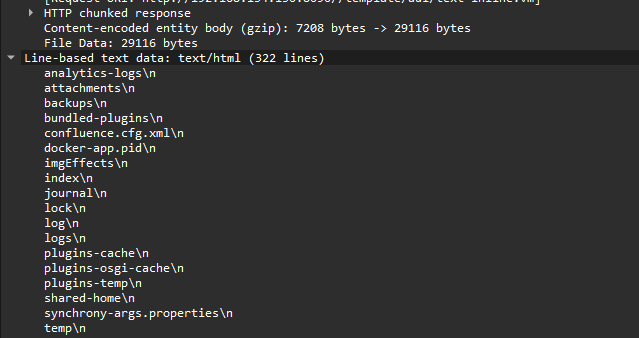 HTTP chunked response
Content-encoded entity body (gzip): 7208 bytes -> 29116 bytes
File Data: 29116 bytes
Line-based text data: text/html (322 lines)
analytics-logs\n
attachments\n
backups\n
bundled-plugins\n
confluence.cfg.xml\n
docker-app.pid\n
imgEffects\n
index\n
journal\n
lock\n
log\n
logs\n
plugins-cache\n
plugins-osgi-cache\n
plugins-temp\n
shared-home\n
synchrony-args.properties\n
temp\n